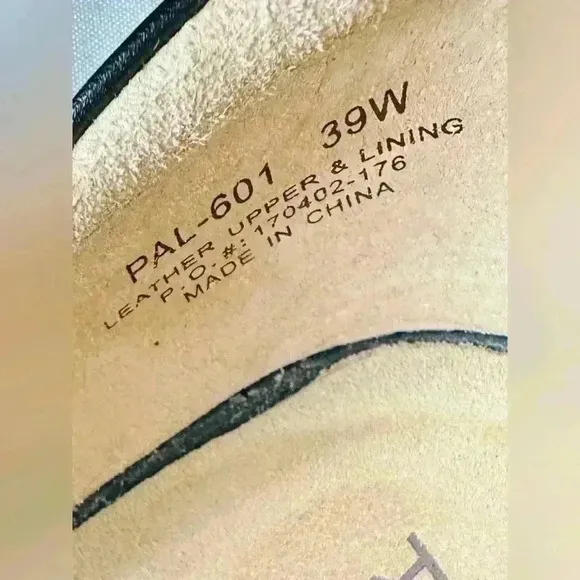 PAL-601 39W
LEATHER UPPER & LINING
P.O.#: 170402-176
MADE IN CHINA